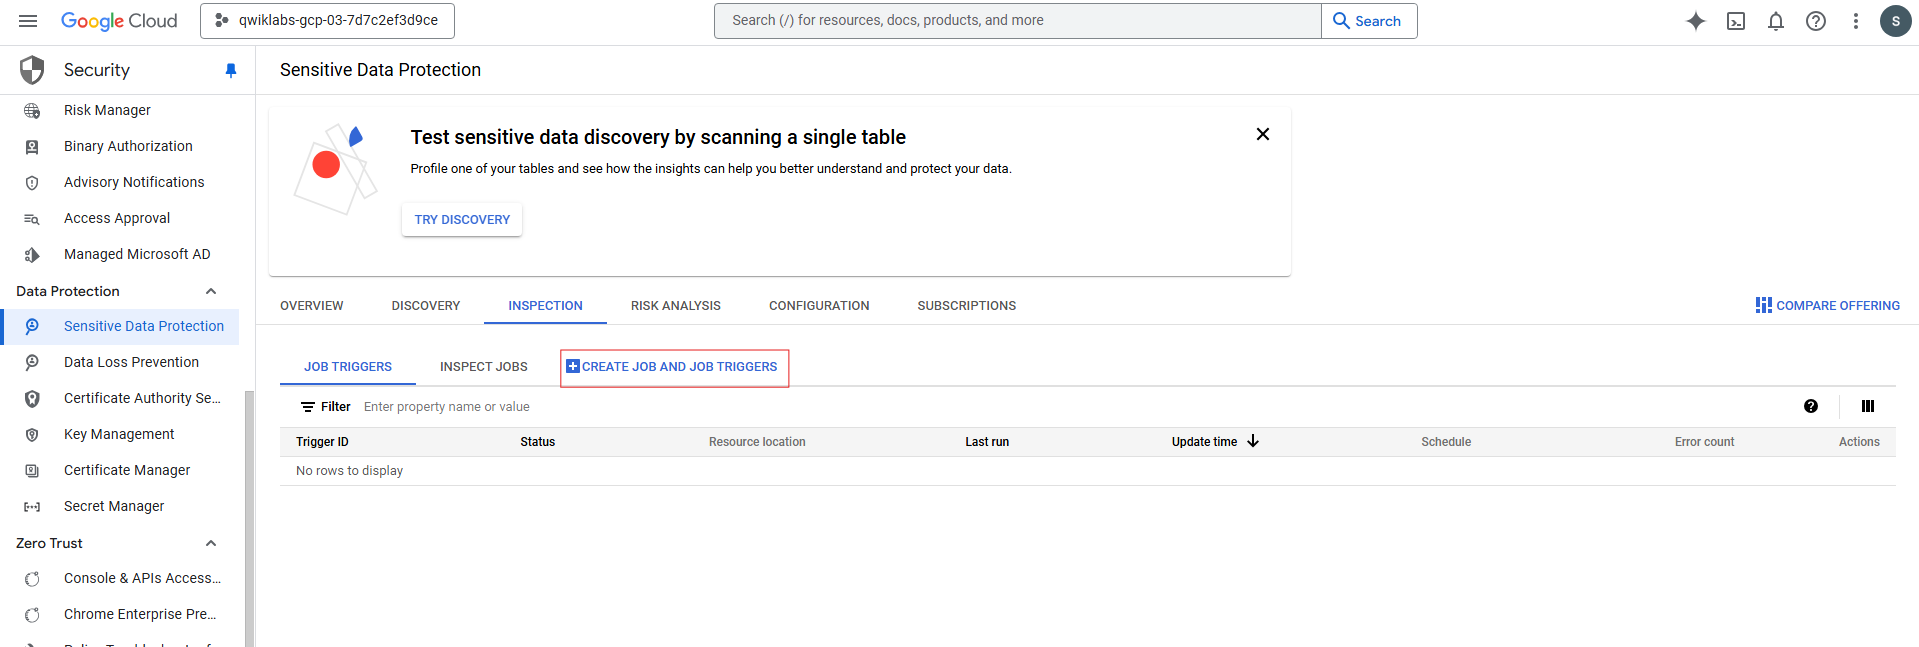 Google Cloud
qwiklabs-gcp-03-7d7c2ef3d9ce
Search (/) for resources, docs, products, and more
Search
S
Security
Sensitive Data Protection
Risk Manager
Binary Authorization
Advisory Notifications
Access Approval
Managed Microsoft AD
Data Protection
Sensitive Data Protection
Data Loss Prevention
Certificate Authority Se...
Key Management
Certificate Manager
Secret Manager
Zero Trust
Console & APIs Access...
Chrome Enterprise Pre...
Test sensitive data discovery by scanning a single table
Profile one of your tables and see how the insights can help you better understand and protect your data.
TRY DISCOVERY
OVERVIEW DISCOVERY INSPECTION RISK ANALYSIS CONFIGURATION SUBSCRIPTIONS COMPARE OFFERING
JOB TRIGGERS INSPECT JOBS CREATE JOB AND JOB TRIGGERS
Filter Enter property name or value
Trigger ID Status Resource location Last run Update time Schedule Error count Actions
No rows to display